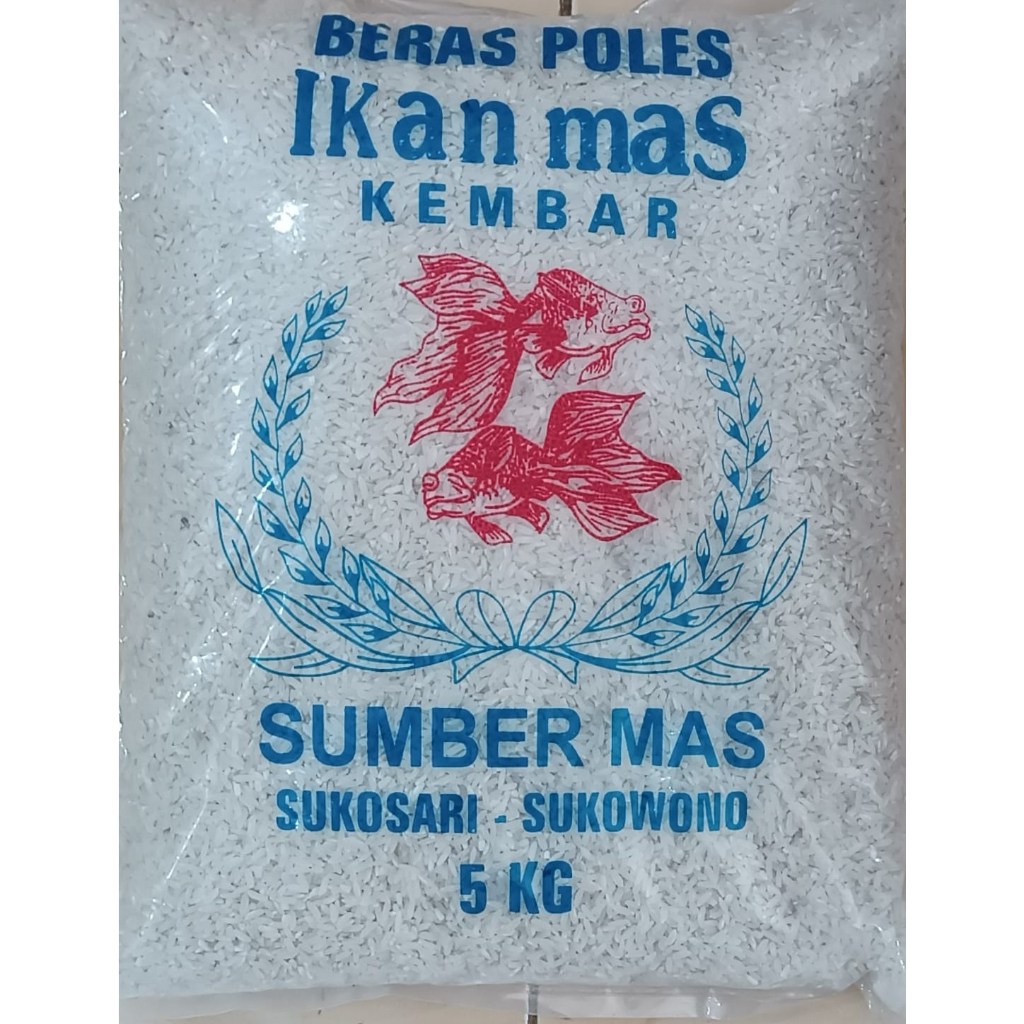 BERAS POLES
IKan mas
KEMBAR
SUMBER MAS
SUKOSARI - SUKOWONO
5 KG